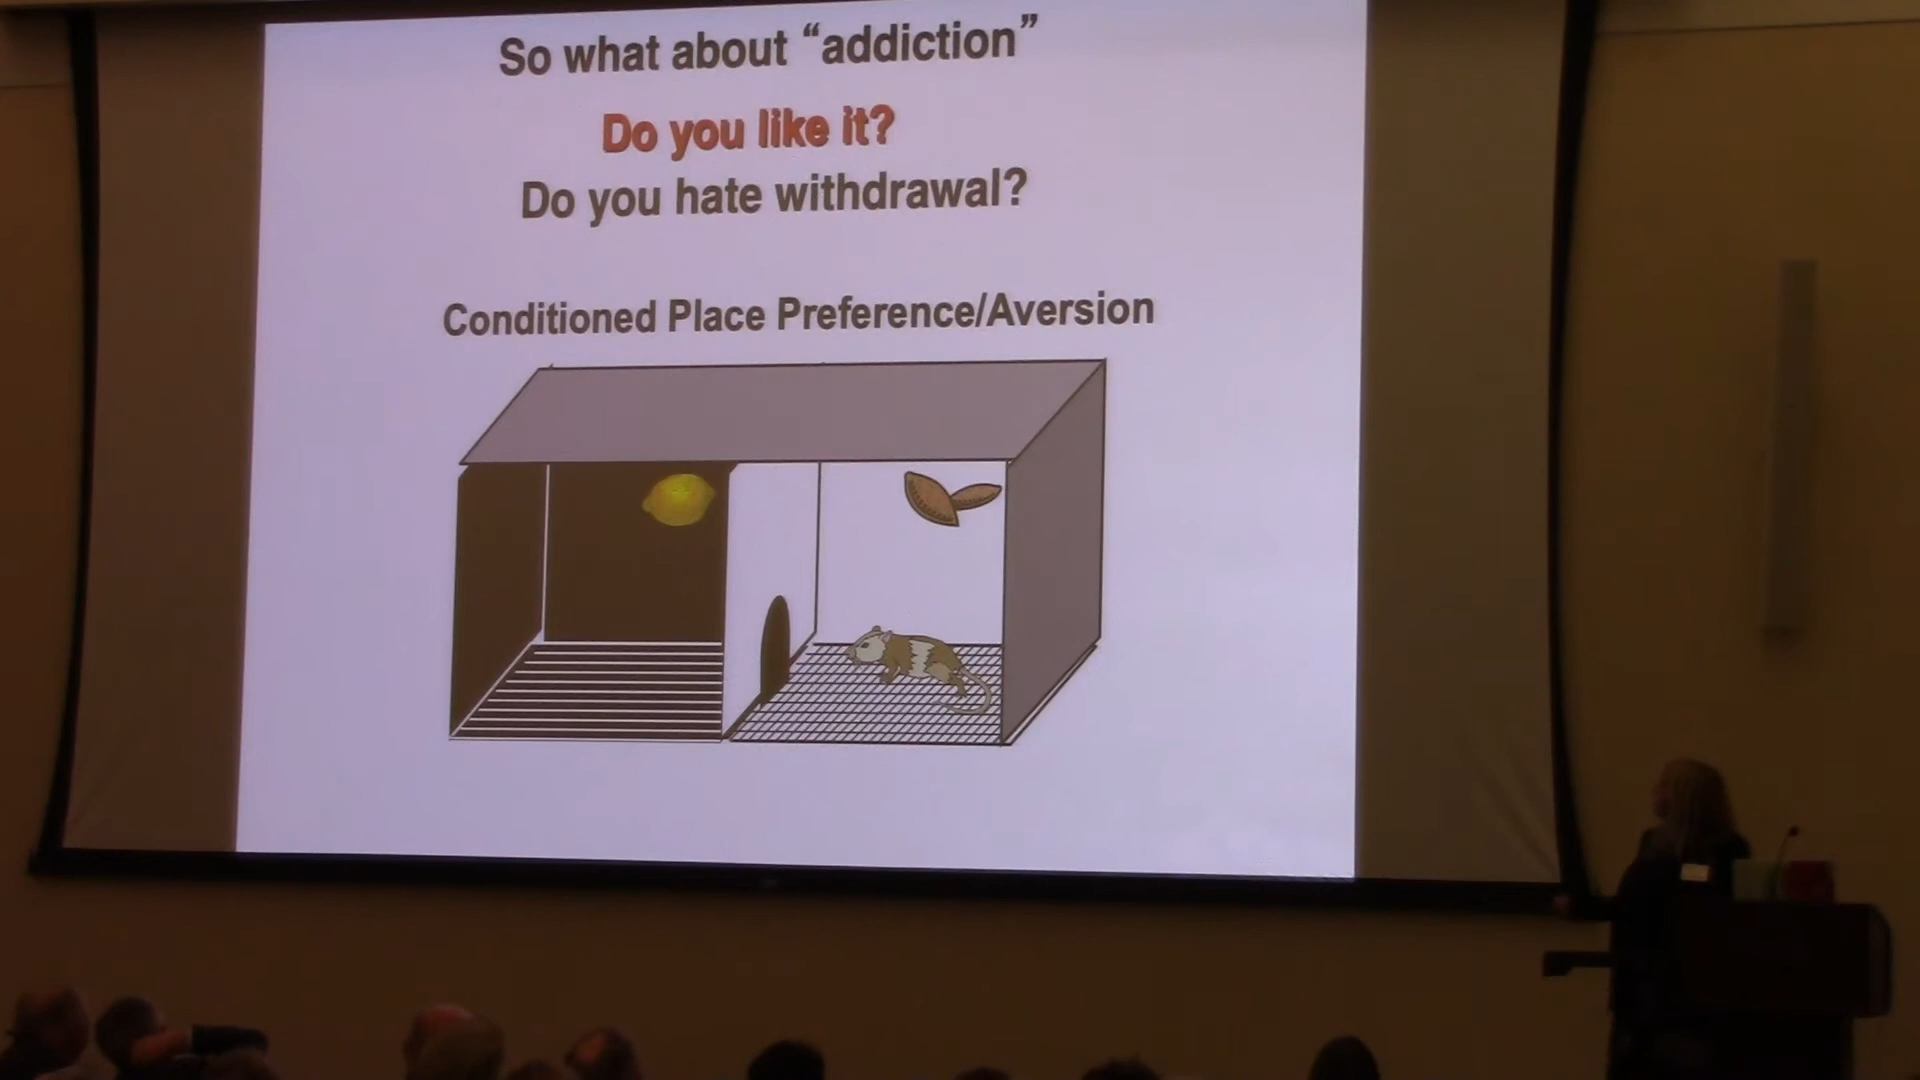 So what about “addiction”
Do you like it?
Do you hate withdrawal?
Conditioned Place Preference/Aversion